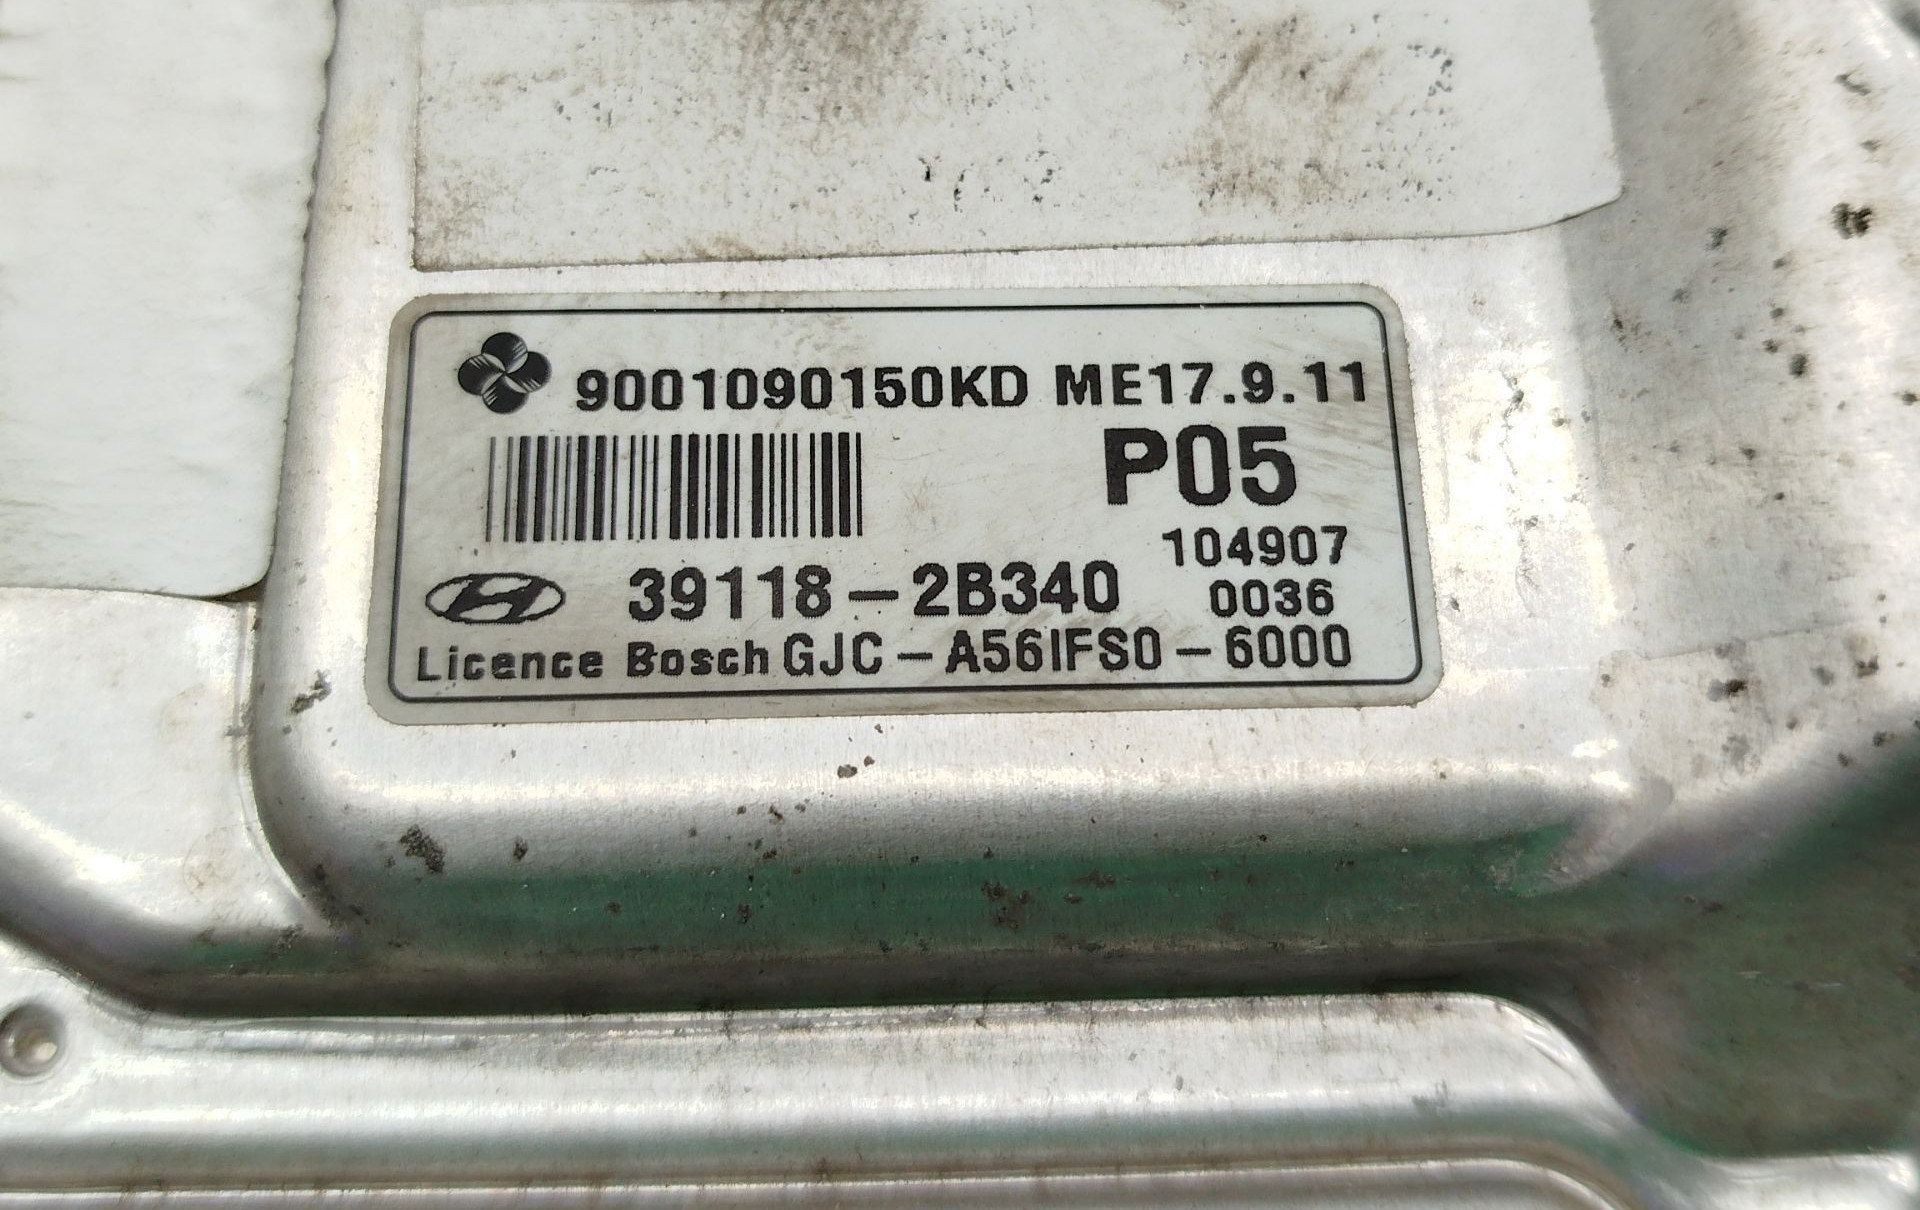 9001090150KD ME17.9.11
P05
104907
39118-2B340 0036
Licence Bosch GJC-A56IFS0-6000